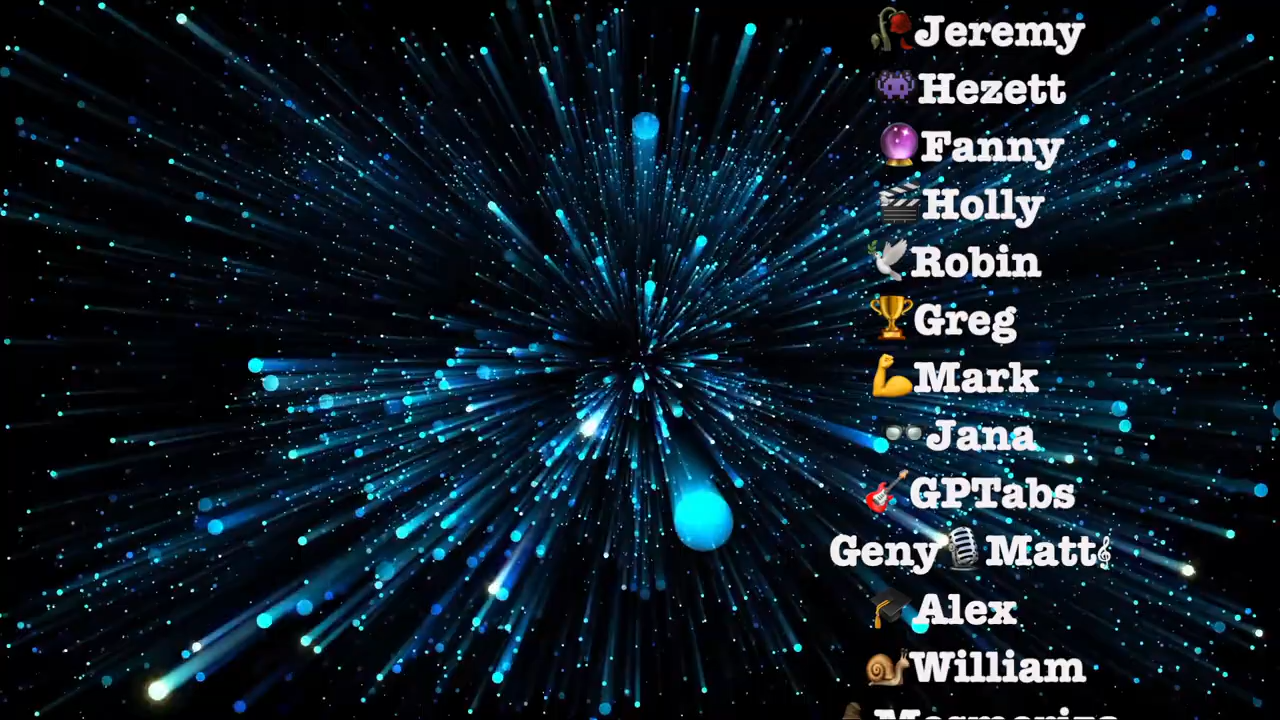 🥀Jeremy
👾Hezett
🔮Fanny
🎬Holly
🕊Robin
🏆Greg
💪Mark
👓Jana
🎸GPTabs
Geny🎙Matt🎼
🎓Alex
🐌William